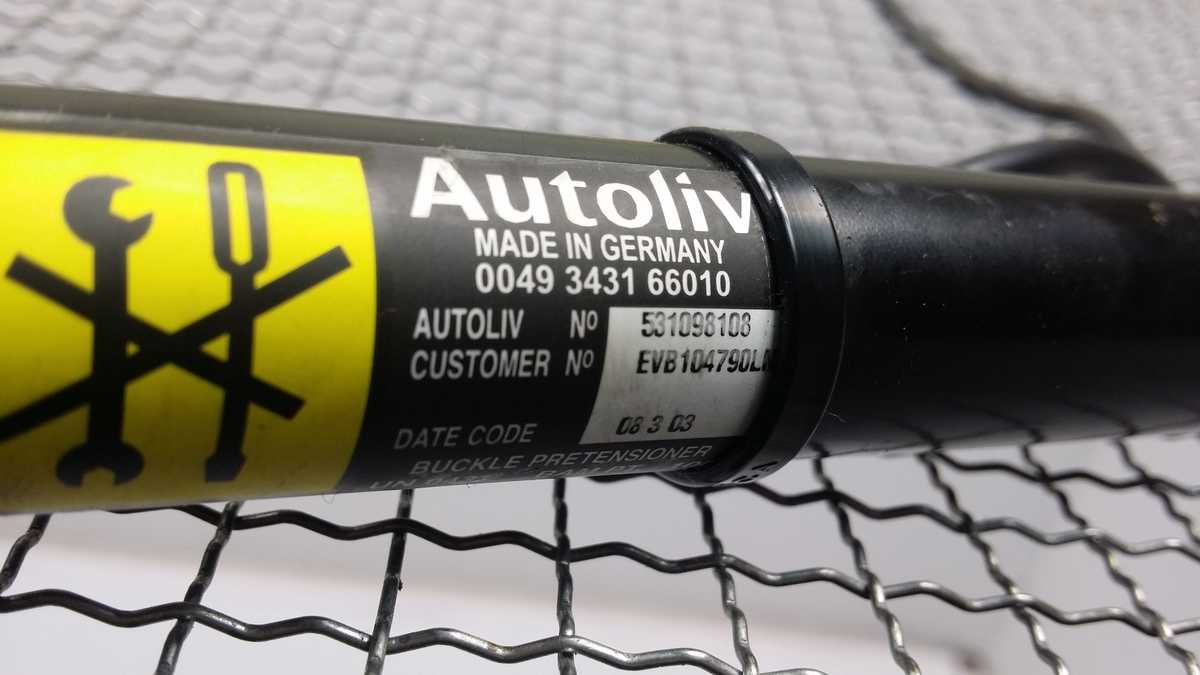 Autoliv
MADE IN GERMANY
0049 3431 66010
AUTOLIV Nº 531098108
CUSTOMER Nº
DATE CODE 08 3 03
BUCKLE PRETENSIONER